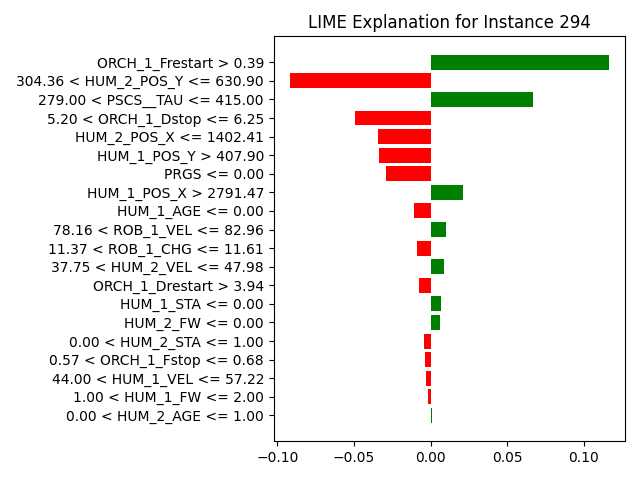 LIME Explanation for Instance 294
ORCH_1_Frestart > 0.39
304.36 < HUM_2_POS_Y <= 630.90
279.00 < PSCS__TAU <= 415.00
5.20 < ORCH_1_Dstop <= 6.25
HUM_2_POS_X <= 1402.41
HUM_1_POS_Y > 407.90
PRGS <= 0.00
HUM_1_POS_X > 2791.47
HUM_1_AGE <= 0.00
78.16 < ROB_1_VEL <= 82.96
11.37 < ROB_1_CHG <= 11.61
37.75 < HUM_2_VEL <= 47.98
ORCH_1_Drestart > 3.94
HUM_1_STA <= 0.00
HUM_2_FW <= 0.00
0.00 < HUM_2_STA <= 1.00
0.57 < ORCH_1_Fstop <= 0.68
44.00 < HUM_1_VEL <= 57.22
1.00 < HUM_1_FW <= 2.00
0.00 < HUM_2_AGE <= 1.00
−0.10 −0.05 0.00 0.05 0.10